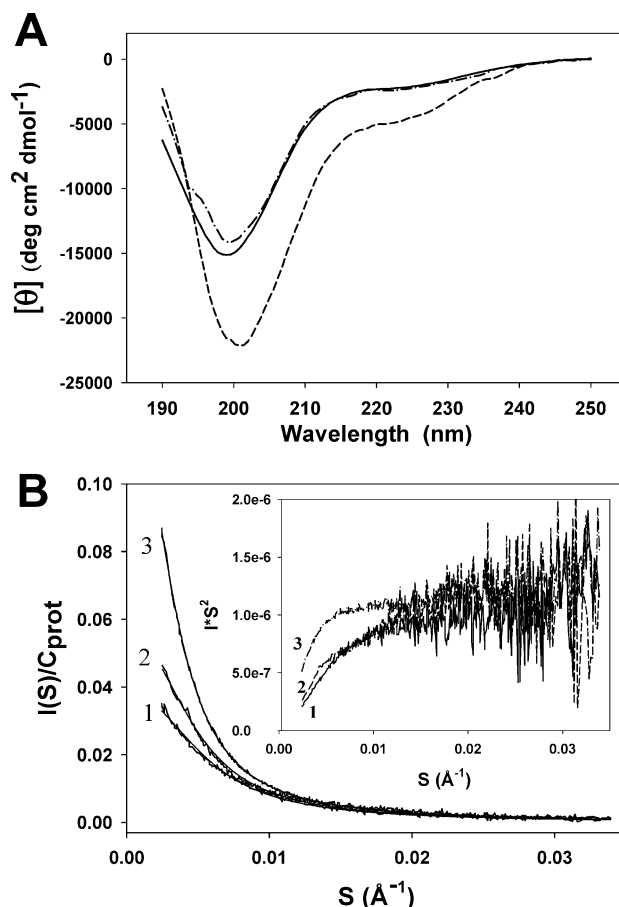 A
0
-5000
-10000
-15000
-20000
-25000
[θ] (deg cm² dmol⁻¹)
190 200 210 220 230 240 250
Wavelength (nm)
B
0.10
0.08
0.06
0.04
0.02
0.00
I(S)/Cprot
3
2
1
0.00 0.01 0.02 0.03
S (Å⁻¹)
2.0e-6
1.5e-6
1.0e-6
5.0e-7
0.0
I*S²
3
2
1
0.00 0.01 0.02 0.03
S (Å⁻¹)